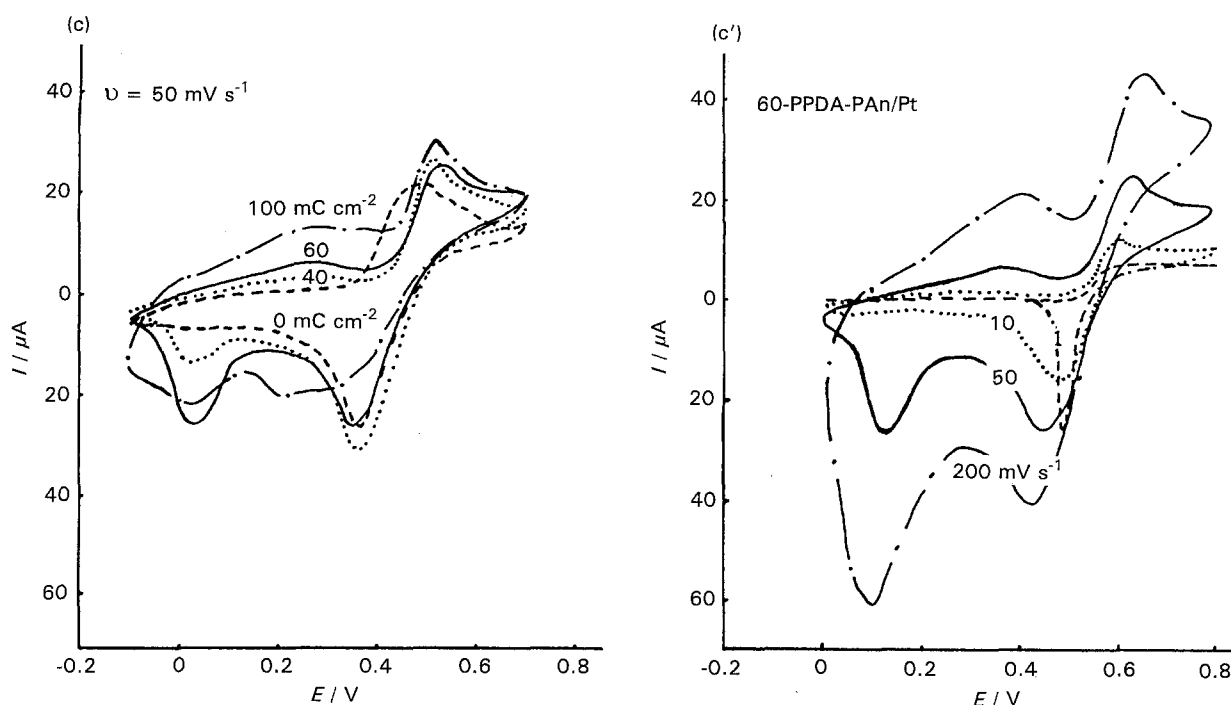 (c)
υ = 50 mV s⁻¹
40
20
0
20
40
60
I / μA
100 mC cm⁻²
60
40
0 mC cm⁻²
-0.2
0
0.2
0.4
0.6
0.8
E / V
(c′)
60-PPDA-PAn/Pt
40
20
0
20
40
60
I / μA
10
1
50
200 mV s⁻¹
-0.2
0
0.2
0.4
0.6
0.8
E / V